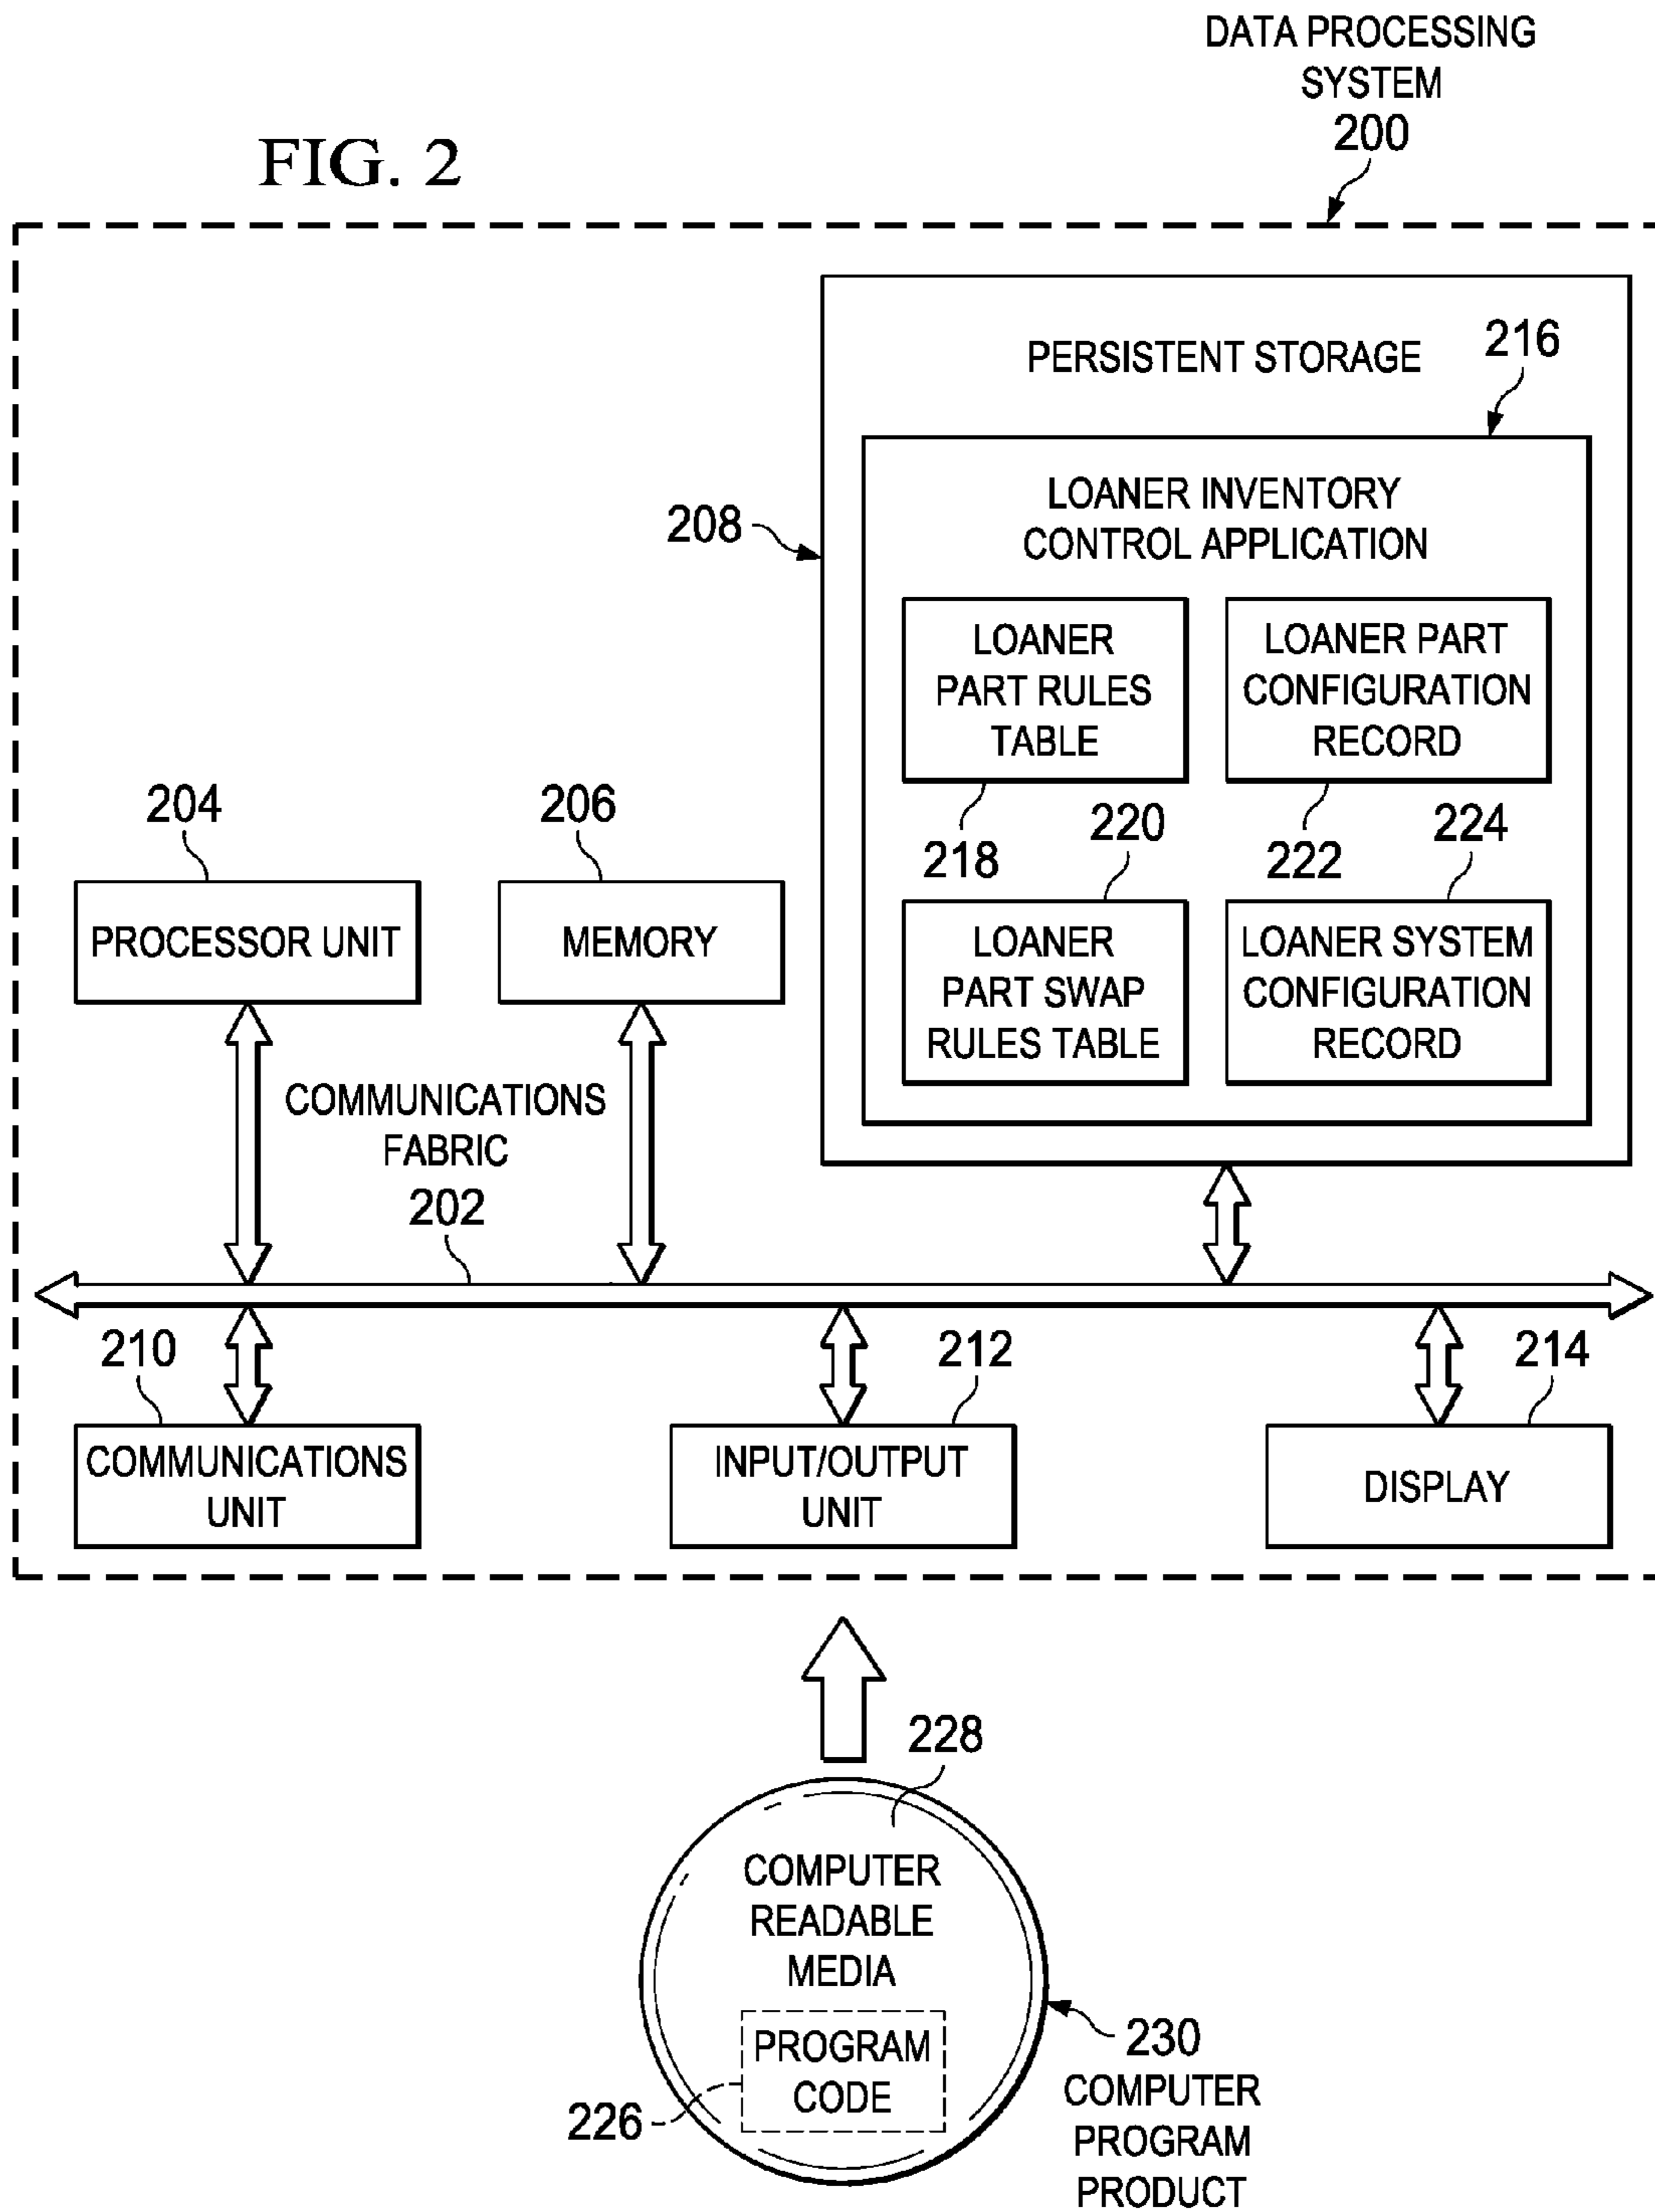 DATA PROCESSING
SYSTEM
200
FIG. 2
PERSISTENT STORAGE
216
208
LOANER INVENTORY
CONTROL APPLICATION
LOANER
PART RULES
TABLE
218
LOANER PART
CONFIGURATION
RECORD
222
220
LOANER
PART SWAP
RULES TABLE
224
LOANER SYSTEM
CONFIGURATION
RECORD
204
PROCESSOR UNIT
206
MEMORY
COMMUNICATIONS
FABRIC
202
210
COMMUNICATIONS
UNIT
212
INPUT/OUTPUT
UNIT
214
DISPLAY
228
COMPUTER
READABLE
MEDIA
PROGRAM
CODE
226
230
COMPUTER
PROGRAM
PRODUCT